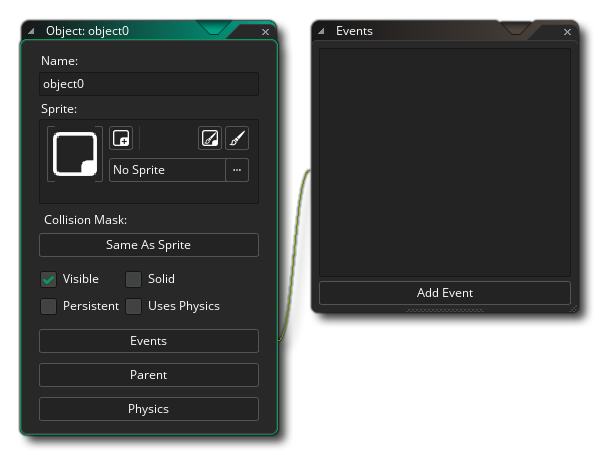 Object: object0
Name:
object0
Sprite:
No Sprite
...
Collision Mask:
Same As Sprite
Visible Solid
Persistent Uses Physics
Events
Parent
Physics
Events
Add Event